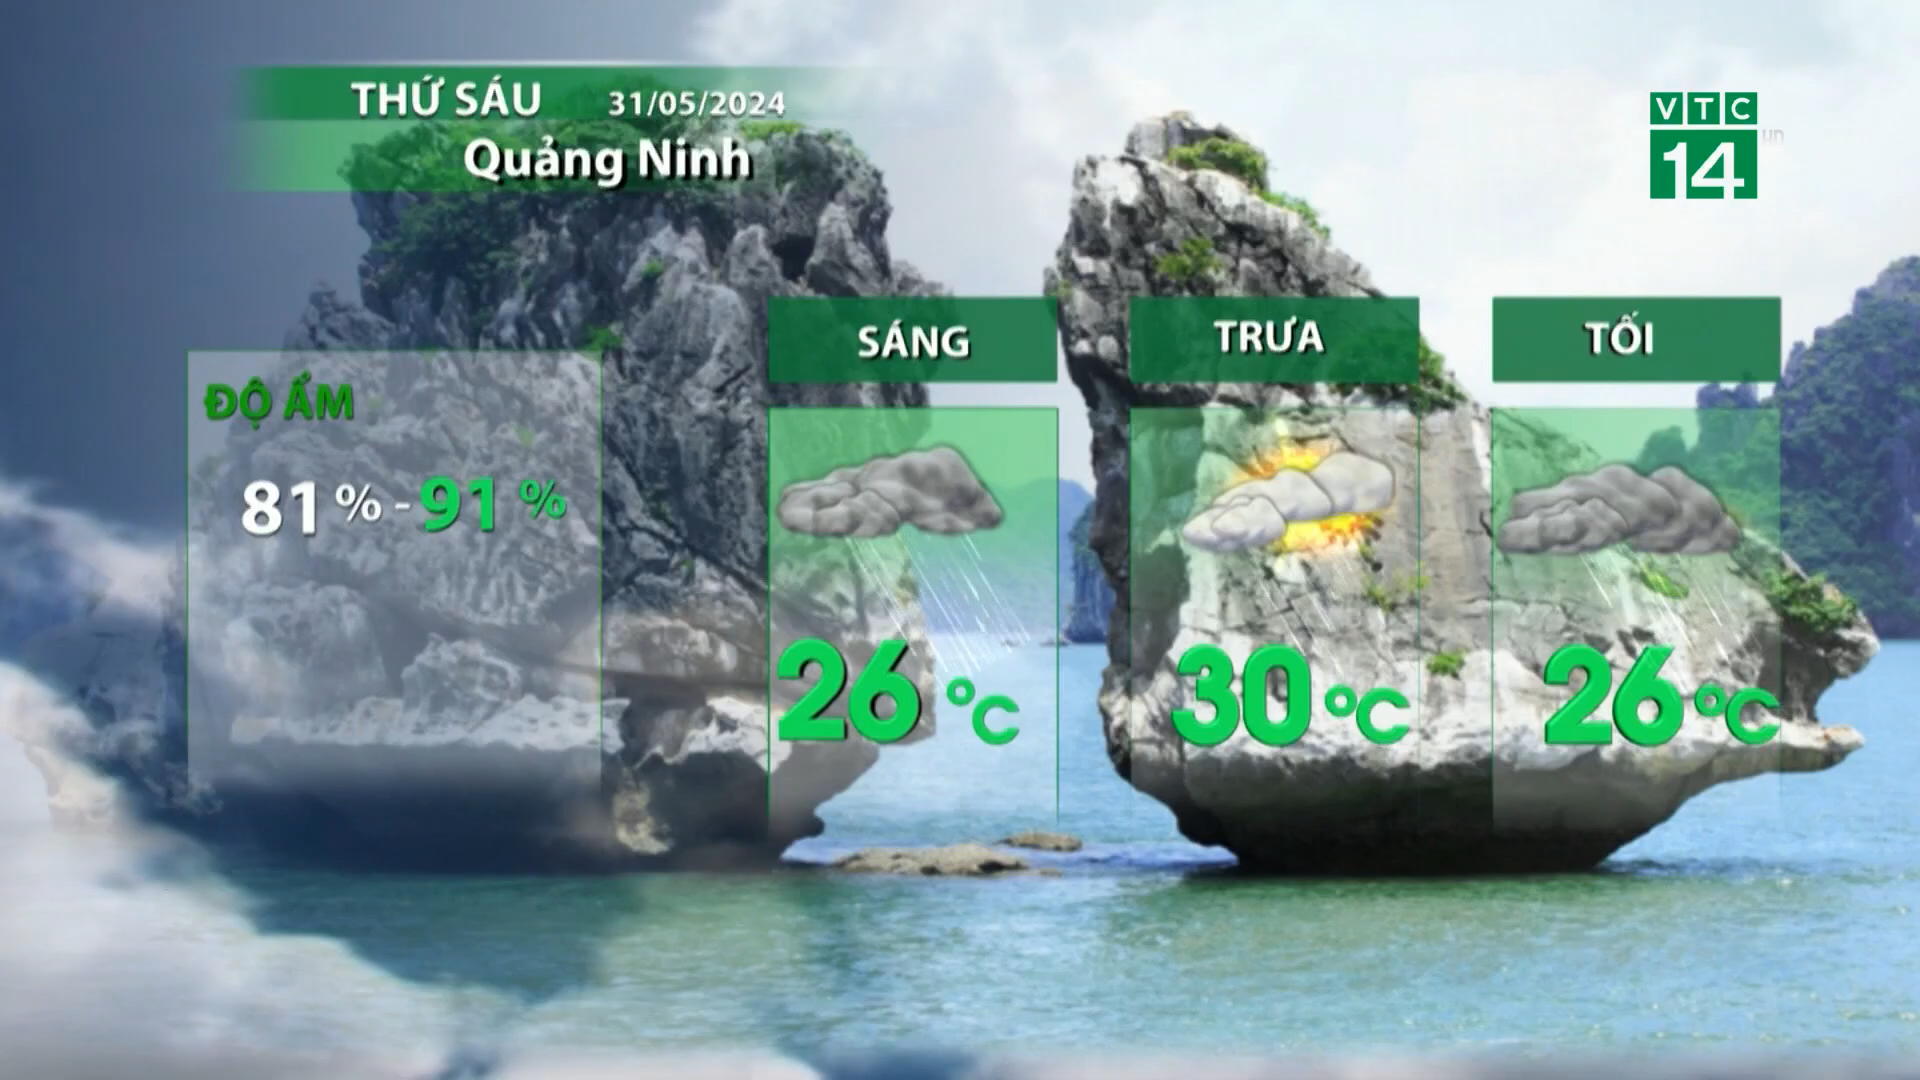 THỨ SÁU 31/05/2024
Quảng Ninh
VTC
14
ĐỘ ẨM
81% - 91%
SÁNG
TRƯA
TỐI
26°C
30°C
26°C